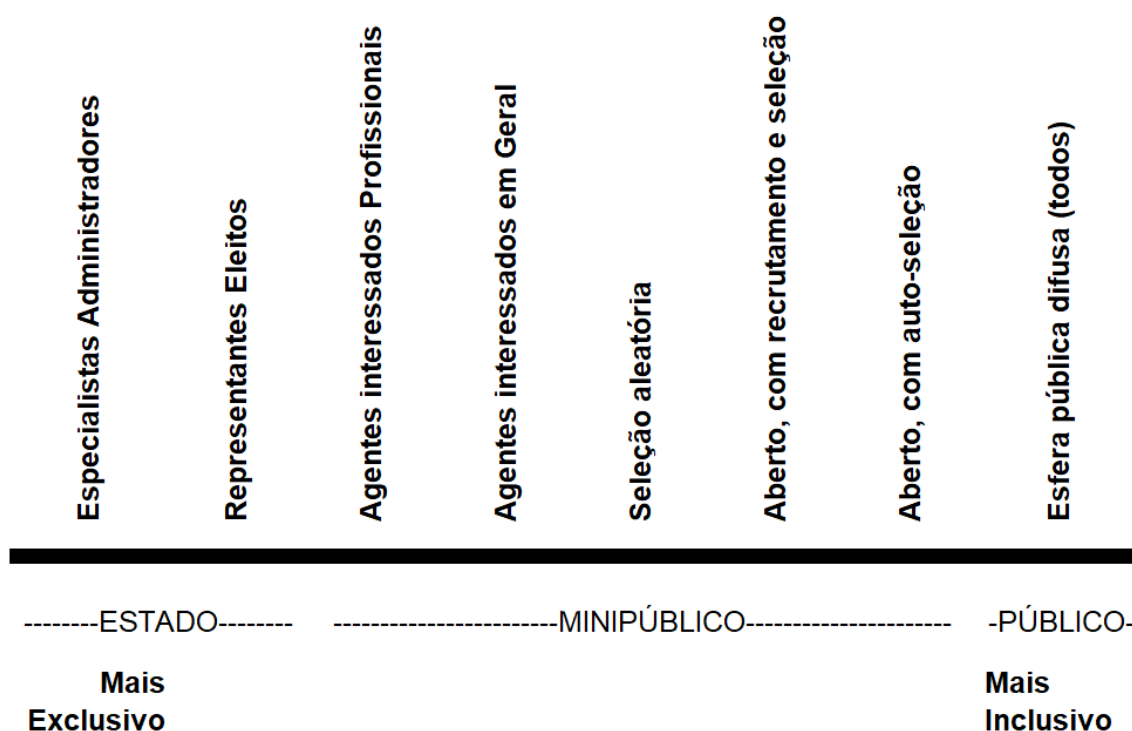 Especialistas Administradores
Representantes Eleitos
Agentes interessados Profissionais
Agentes interessados em Geral
Seleção aleatória
Aberto, com recrutamento e seleção
Aberto, com auto-seleção
Esfera pública difusa (todos)
--------ESTADO-------- ------------------------MINIPÚBLICO---------------------- -PÚBLICO-
Mais
Exclusivo
Mais
Inclusivo